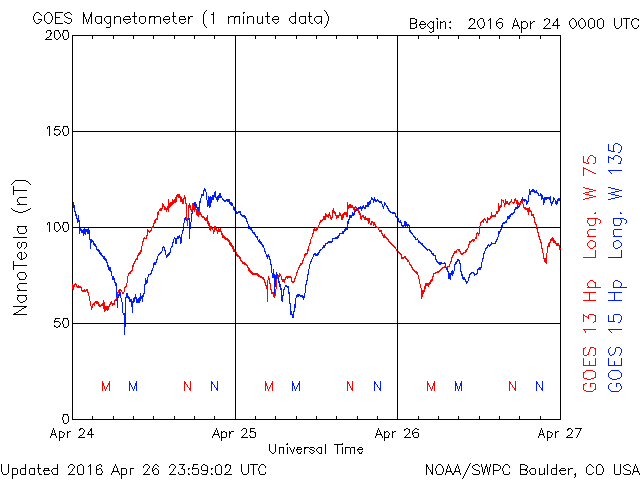 GOES Magnetometer (1 minute data)
Begin: 2016 Apr 24 0000 UTC
200
150
100
50
0
NanoTesla (nT)
M M N N M M N N M M N N
Apr 24 Apr 25 Apr 26 Apr 27
Universal Time
GOES 13 Hp Long. W 75
GOES 15 Hp Long. W 135
Updated 2016 Apr 26 23:59:02 UTC
NOAA/SWPC Boulder, CO USA